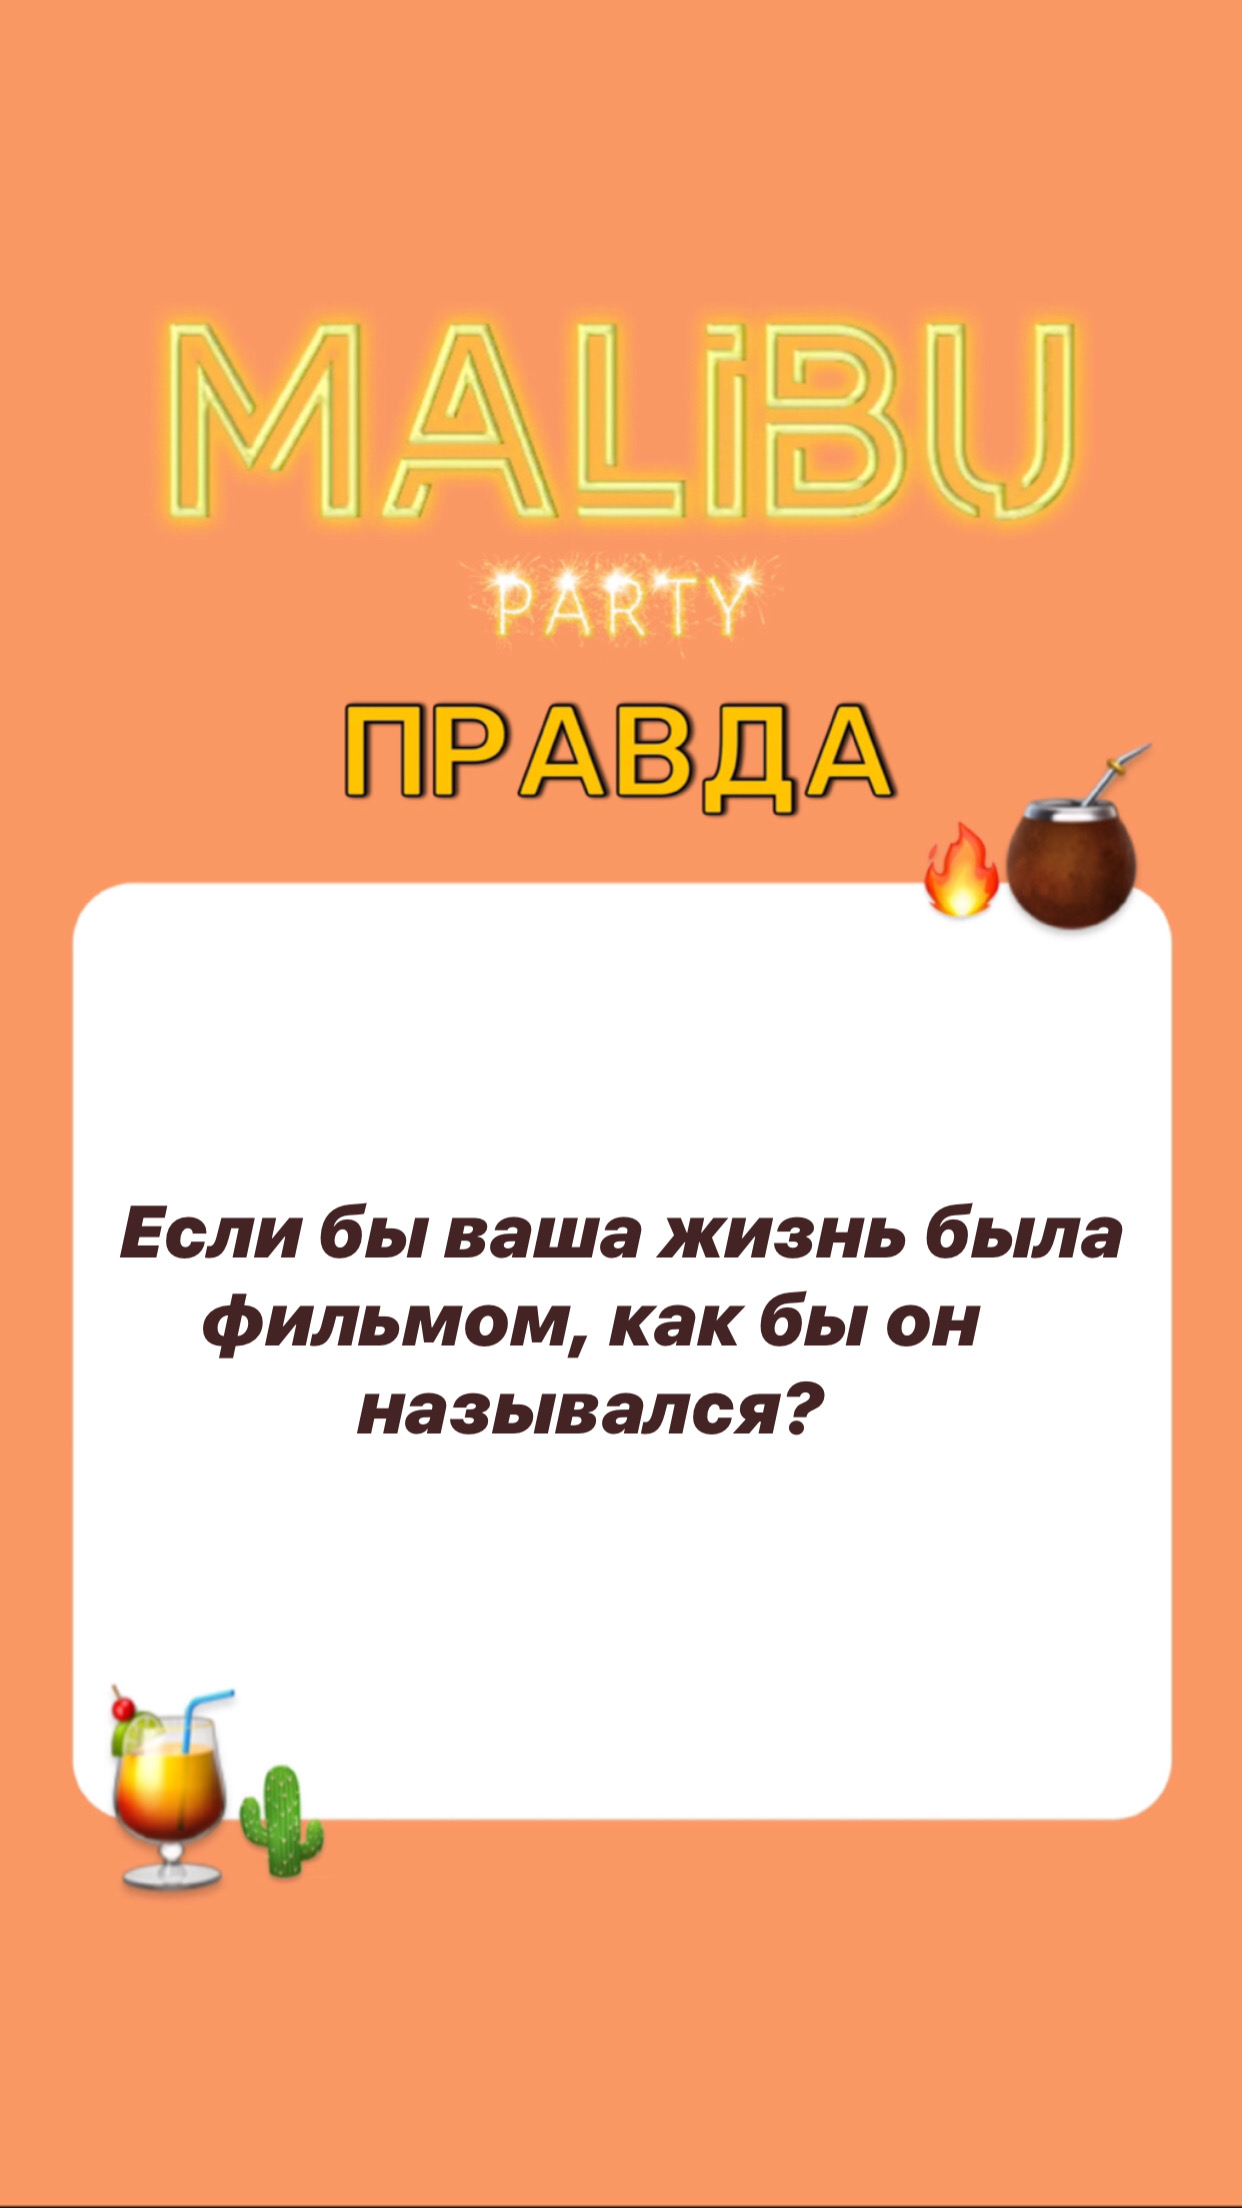 MALiBU
PARTY
ПРАВДА
Если бы ваша жизнь была
фильмом, как бы он
назывался?